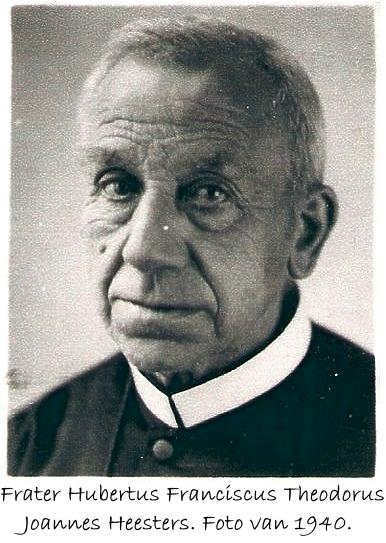 Frater Hubertus Franciscus Theodorus
Joannes Heesters. Foto van 1940.